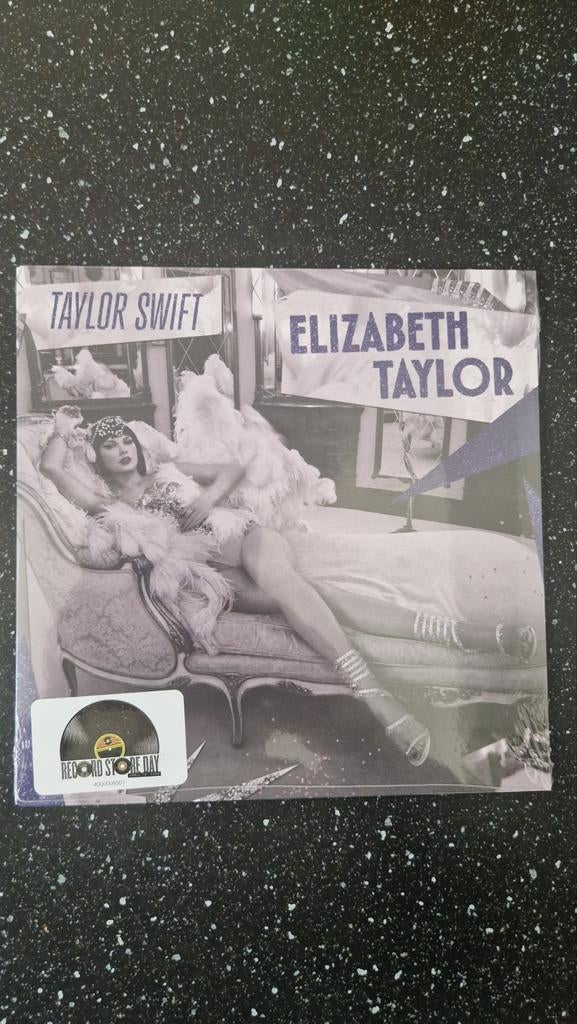 TAYLOR SWIFT
ELIZABETH
TAYLOR
RECORD STORE DAY